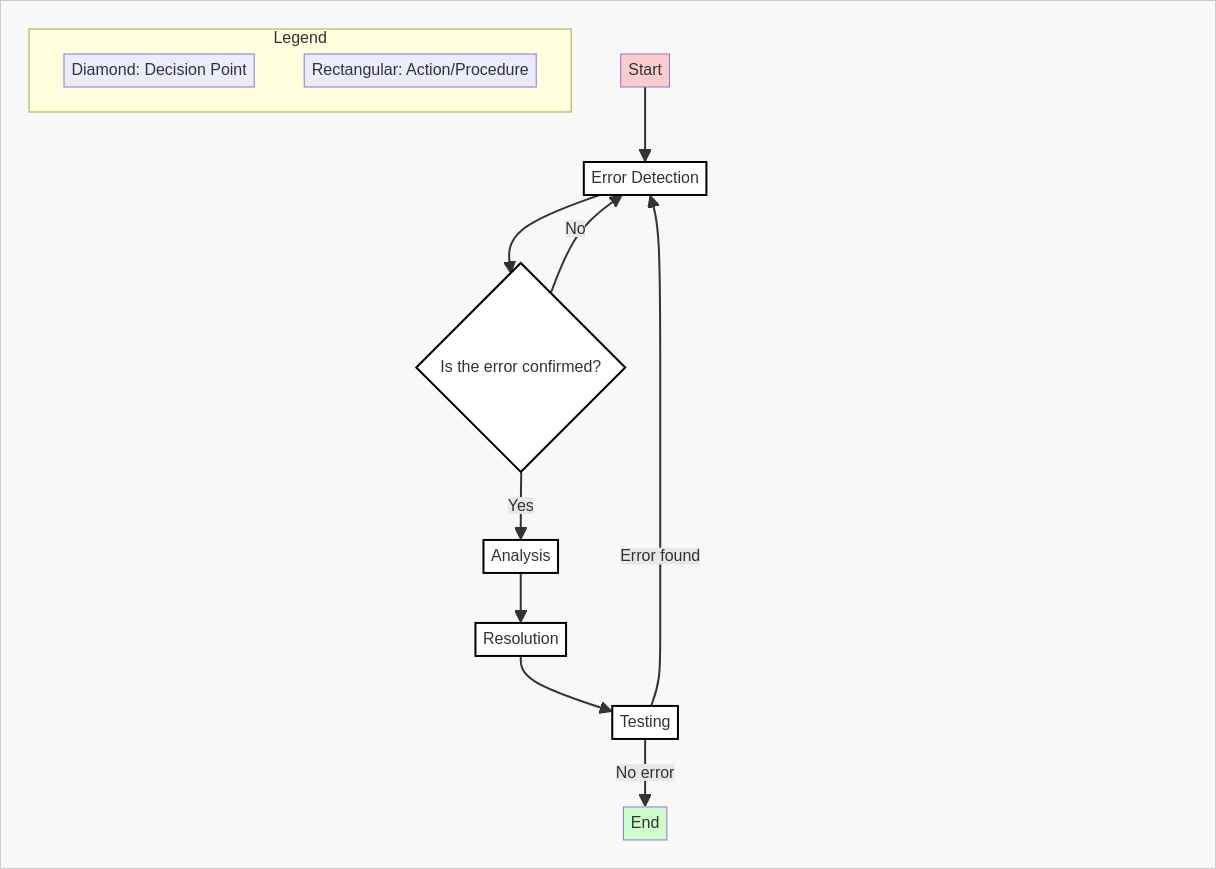 Legend
Diamond: Decision Point
Rectangular: Action/Procedure
Start
Error Detection
No
Is the error confirmed?
Yes
Analysis
Error found
Resolution
Testing
No error
End